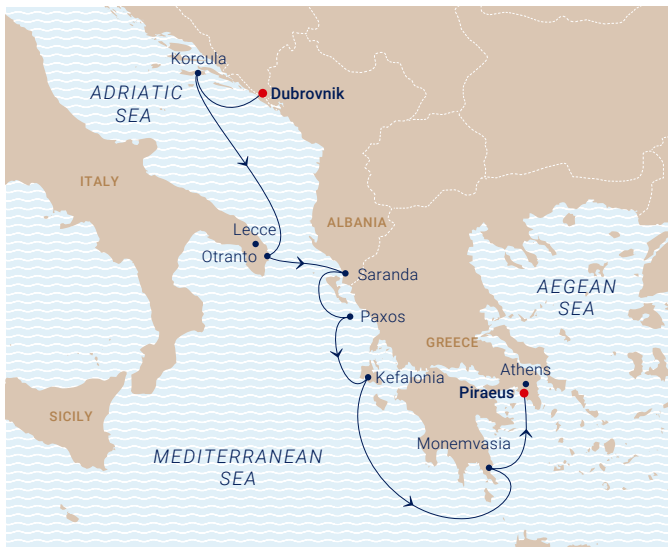 Korcula
Dubrovnik
ADRIATIC
SEA
ITALY
ALBANIA
Lecce
Otranto
Saranda
AEGEAN
SEA
Paxos
GREECE
Athens
Kefalonia
Piraeus
SICILY
Monemvasia
MEDITERRANEAN
SEA